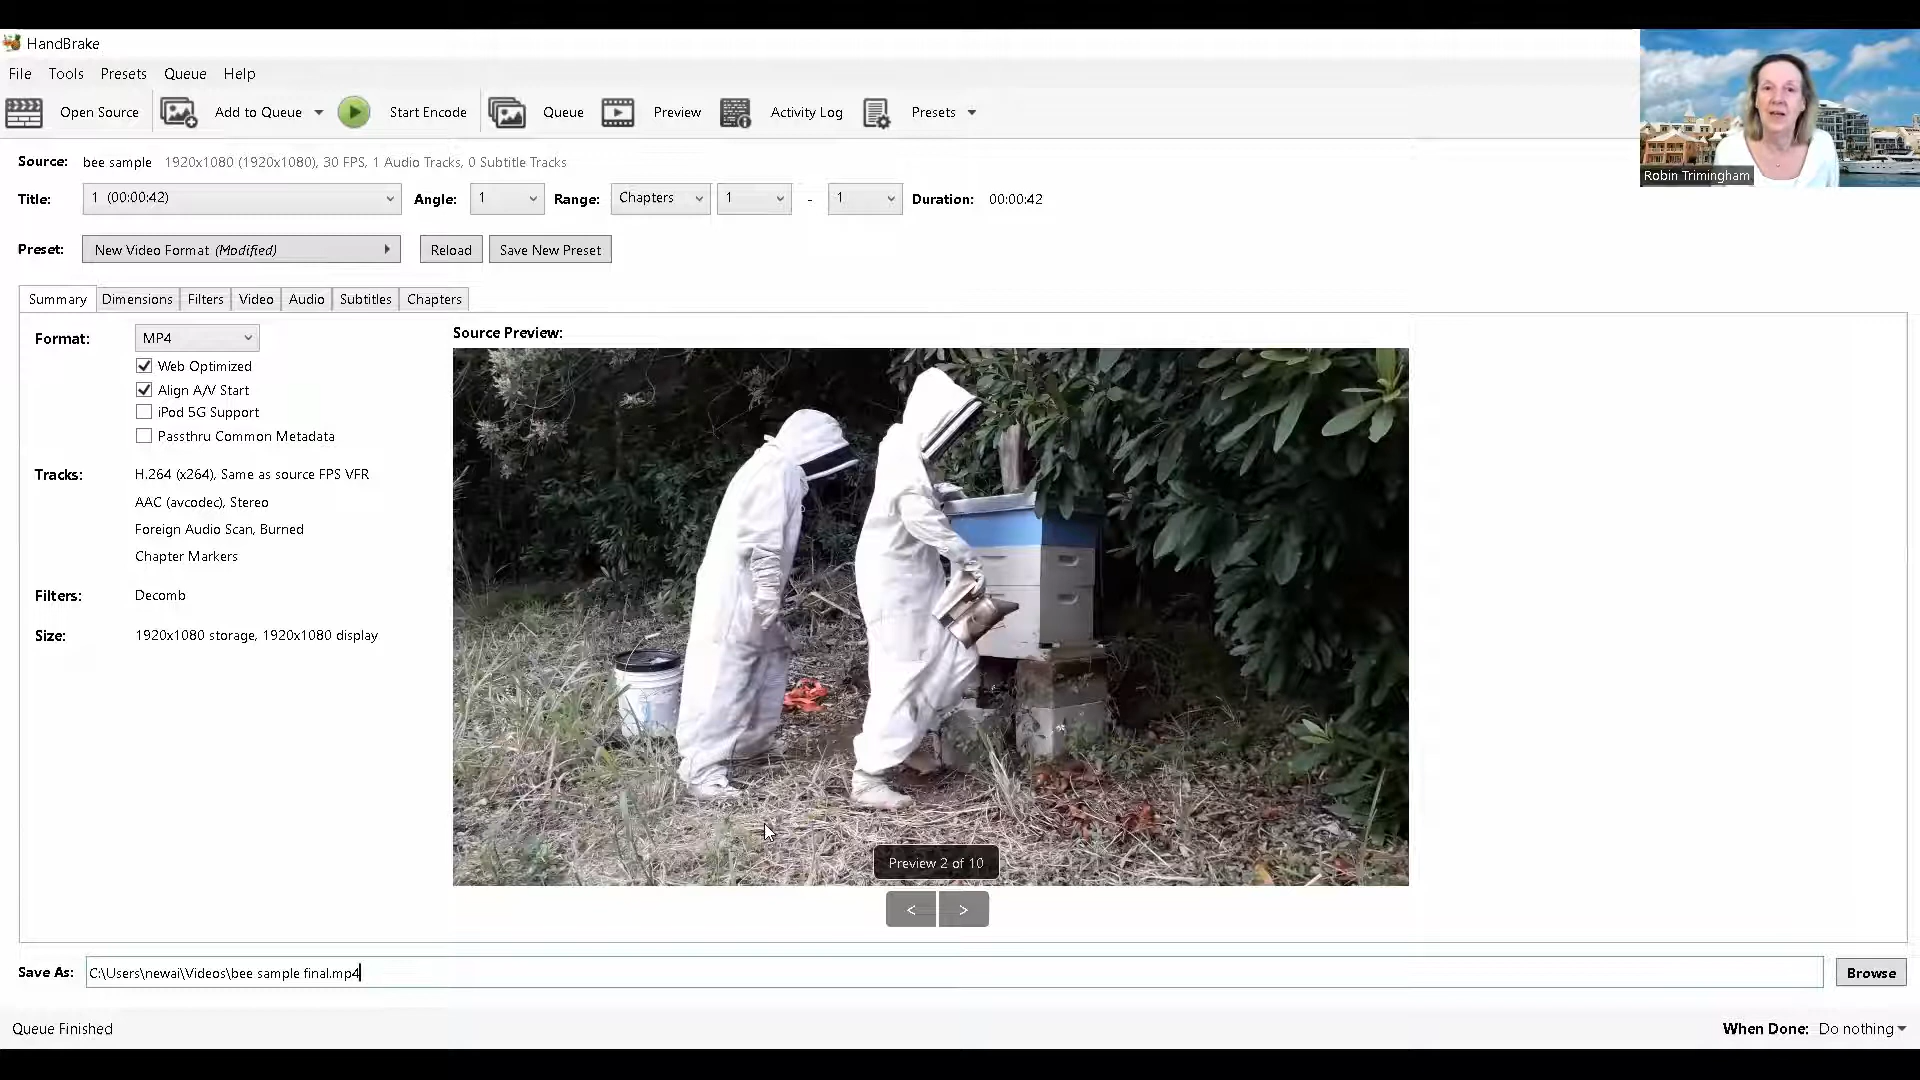 HandBrake
File Tools Presets Queue Help
Open Source Add to Queue Start Encode Queue Preview Activity Log Presets
Robin Trimingham
Source: bee sample 1920x1080 (1920x1080), 30 FPS, 1 Audio Tracks, 0 Subtitle Tracks
Title: 1 (00:00:42) Angle: 1 Range: Chapters 1 - 1 Duration: 00:00:42
Preset: New Video Format (Modified) Reload Save New Preset
Summary Dimensions Filters Video Audio Subtitles Chapters
Format: MP4
Source Preview:
Web Optimized
Align A/V Start
iPod 5G Support
Passthru Common Metadata
Tracks: H.264 (x264), Same as source FPS VFR
AAC (avcodec), Stereo
Foreign Audio Scan, Burned
Chapter Markers
Filters: Decomb
Size: 1920x1080 storage, 1920x1080 display
Preview 2 of 10
< >
Save As: C:\Users\newai\Videos\bee sample final.mp4 Browse
Queue Finished When Done: Do nothing